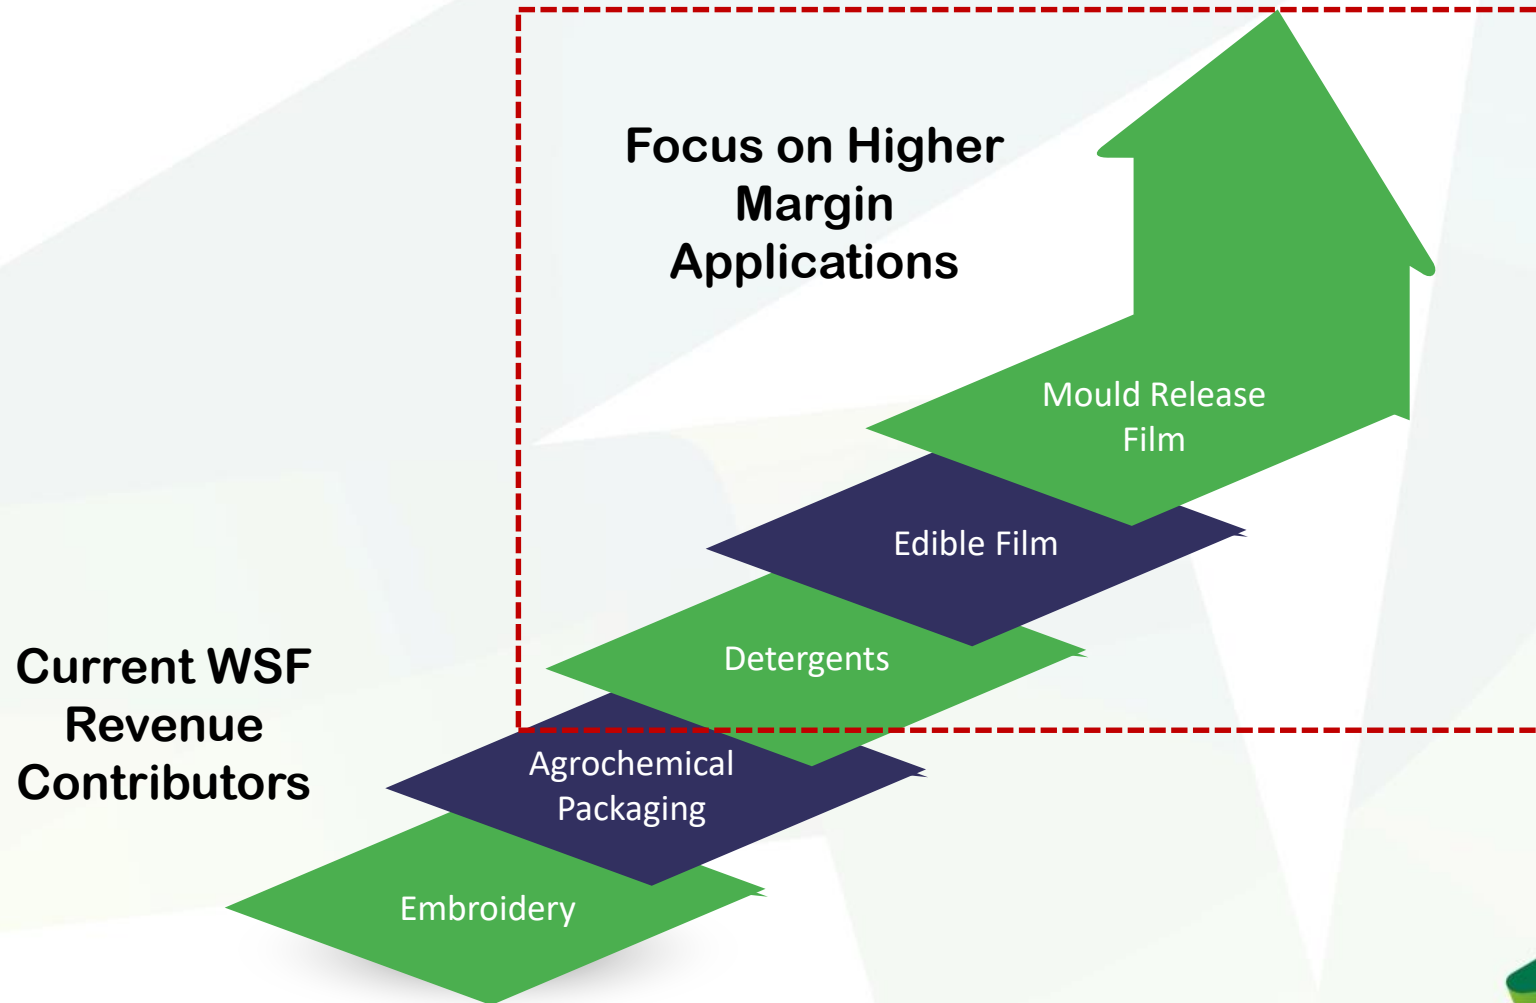 Focus on Higher
Margin
Applications
Mould Release
Film
Edible Film
Detergents
Current WSF
Revenue
Contributors
Agrochemical
Packaging
Embroidery